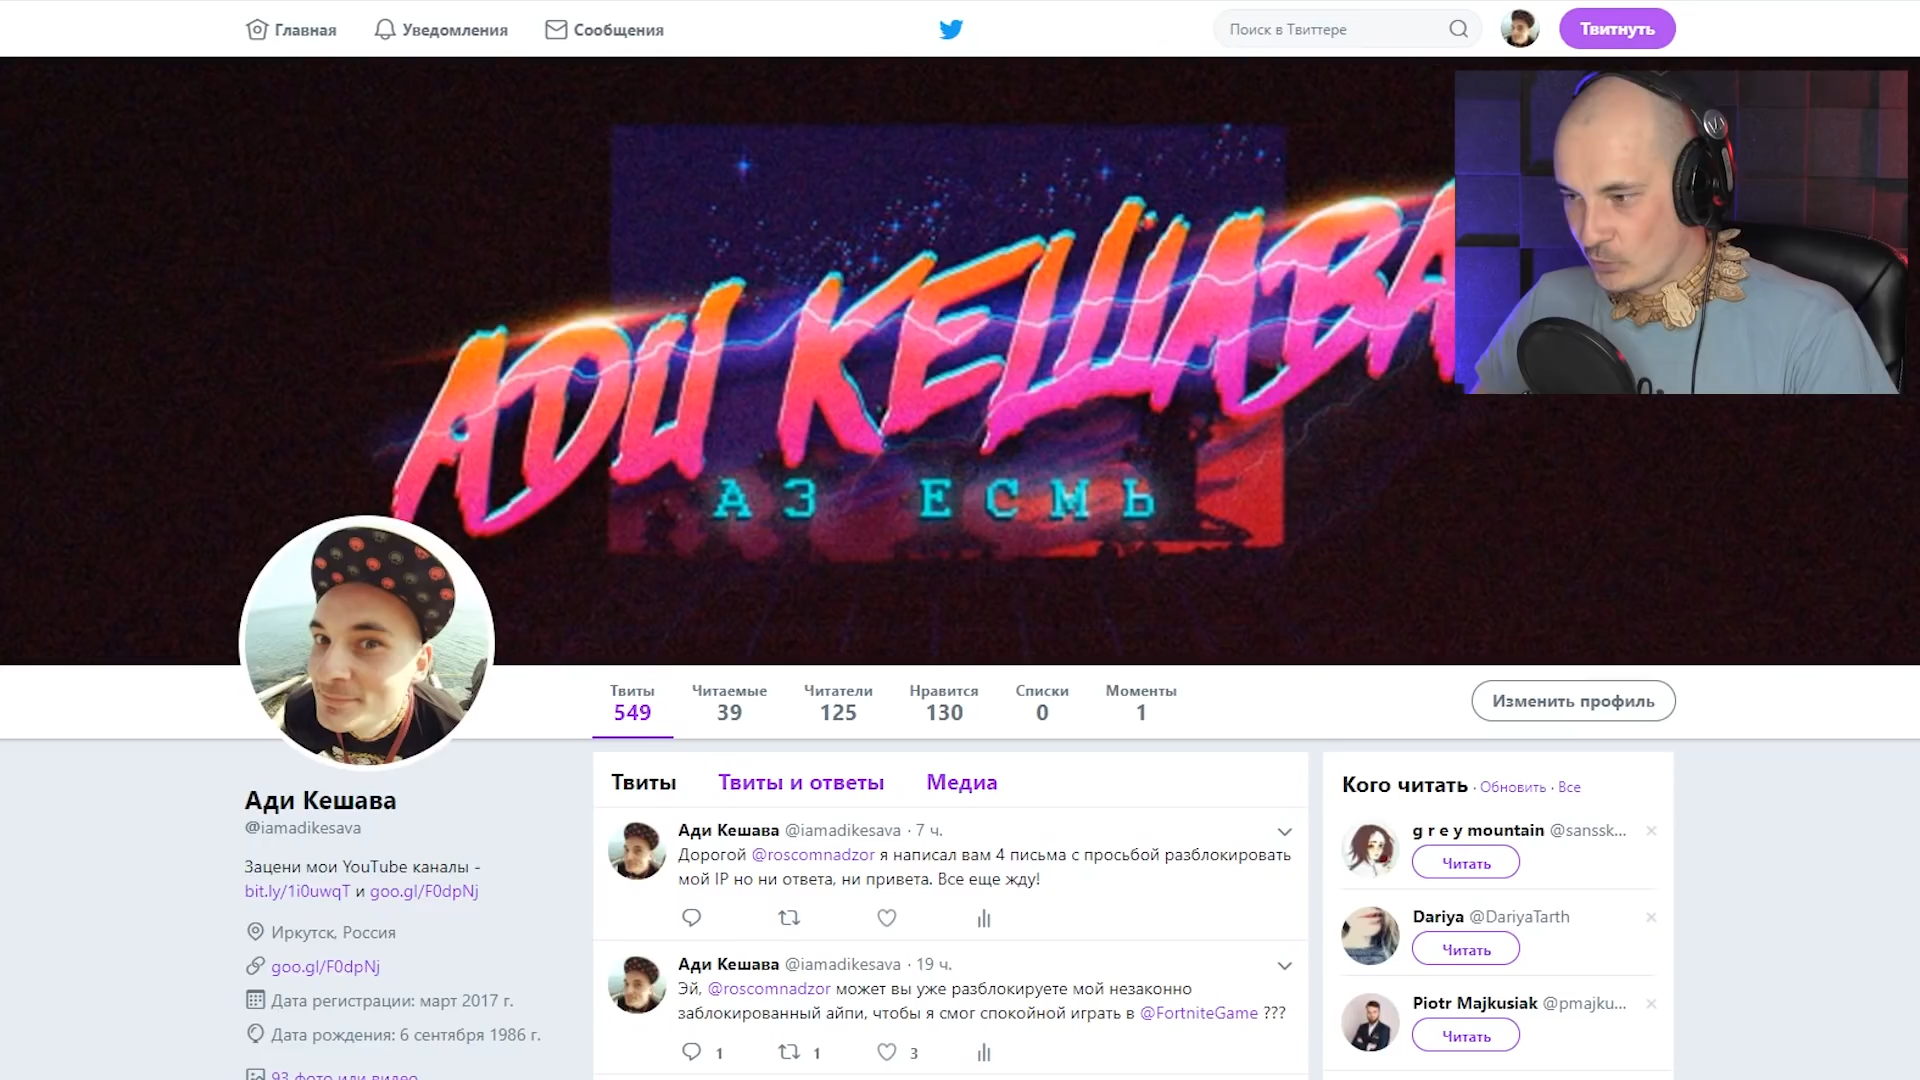 Главная
Уведомления
Сообщения
Поиск в Твиттере
Твитнуть
АДИ КЕШАВА
АЗ ЕСМЬ
Твиты
549
Читаемые
39
Читатели
125
Нравится
130
Списки
0
Моменты
1
Изменить профиль
Ади Кешава
@iamadikesava
Зацени мои YouTube каналы -
bit.ly/1i0uwqT и goo.gl/F0dpNj
Иркутск, Россия
goo.gl/F0dpNj
Дата регистрации: март 2017 г.
Дата рождения: 6 сентября 1986 г.
93 фото или видео
Твиты
Твиты и ответы
Медиа
Ади Кешава @iamadikesava · 7 ч.
Дорогой @roscomnadzor я написал вам 4 письма с просьбой разблокировать
мой IP но ни ответа, ни привета. Все еще жду!
Ади Кешава @iamadikesava · 19 ч.
Эй, @roscomnadzor может вы уже разблокируете мой незаконно
заблокированный айпи, чтобы я смог спокойной играть в @FortniteGame ???
1
1
3
Кого читать · Обновить · Все
g r e y mountain @sanssk...
Читать
Dariya @DariyaTarth
Читать
Piotr Majkusiak @pmajku...
Читать